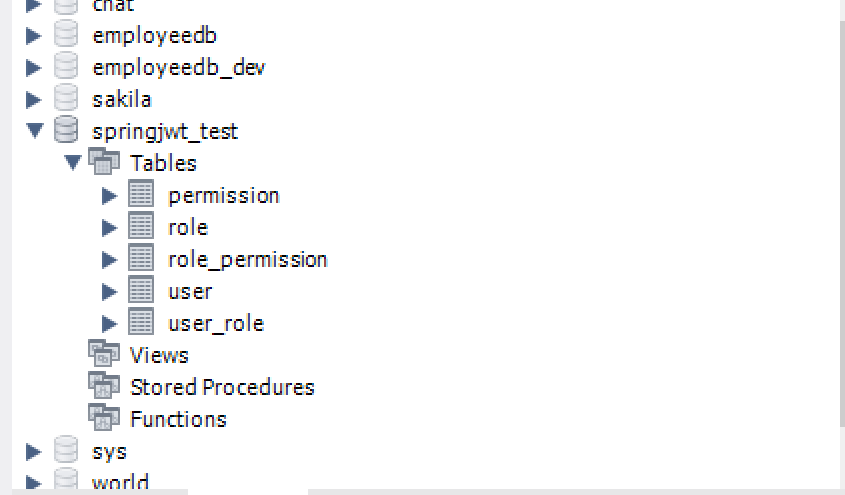 chat
employeedb
employeedb_dev
sakila
springjwt_test
Tables
permission
role
role_permission
user
user_role
Views
Stored Procedures
Functions
sys
world